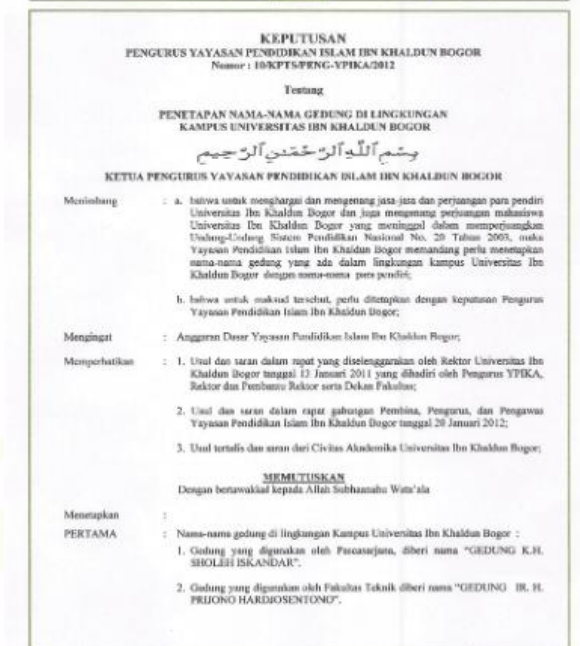 KEPUTUSAN
PENGURUS YAYASAN PENDIDIKAN ISLAM IBN KHALDUN BOGOR
Nomor : 10/KPTS/PENG-YPIKA/2012
Tentang
PENETAPAN NAMA-NAMA GEDUNG DI LINGKUNGAN
KAMPUS UNIVERSITAS IBN KHALDUN BOGOR
بِسْمِ ٱللَّهِ ٱلرَّحْمَٰنِ ٱلرَّحِيمِ
KETUA PENGURUS YAYASAN PENDIDIKAN ISLAM IBN KHALDUN BOGOR
Menimbang : a. bahwa untuk menghargai dan mengenang jasa-jasa dan perjuangan para pendiri
Universitas Ibn Khaldun Bogor dan juga mengenang perjuangan mahasiswa
Universitas Ibn Khaldun Bogor yang meninggal dalam memperjuangkan
Undang-Undang Sistem Pendidikan Nasional No. 20 Tahun 2003, maka
Yayasan Pendidikan Islam Ibn Khaldun Bogor memandang perlu menetapkan
nama-nama gedung yang ada dalam lingkungan kampus Universitas Ibn
Khaldun Bogor dengan nama-nama para pendiri;
b. bahwa untuk maksud tersebut, perlu ditetapkan dengan keputusan Pengurus
Yayasan Pendidikan Islam Ibn Khaldun Bogor;
Mengingat : Anggaran Dasar Yayasan Pendidikan Islam Ibn Khaldun Bogor;
Memperhatikan : 1. Usul dan saran dalam rapat yang diselenggarakan oleh Rektor Universitas Ibn
Khaldun Bogor tanggal 13 Januari 2011 yang dihadiri oleh Pengurus YPIKA,
Rektor dan Pembantu Rektor serta Dekan Fakultas;
2. Usul dan saran dalam rapat gabungan Pembina, Pengurus, dan Pengawas
Yayasan Pendidikan Islam Ibn Khaldun Bogor tanggal 20 Januari 2012;
3. Usul tertulis dan saran dari Civitas Akademika Universitas Ibn Khaldun Bogor;
MEMUTUSKAN
Dengan bertawakkal kepada Allah Subhaanahu Wata'ala
Menetapkan :
PERTAMA : Nama-nama gedung di lingkungan Kampus Universitas Ibn Khaldun Bogor :
1. Gedung yang digunakan oleh Pascasarjana, diberi nama "GEDUNG K.H.
SHOLEH ISKANDAR".
2. Gedung yang digunakan oleh Fakultas Teknik diberi nama "GEDUNG IR. H.
PRIJONO HARDJOSENTONO".